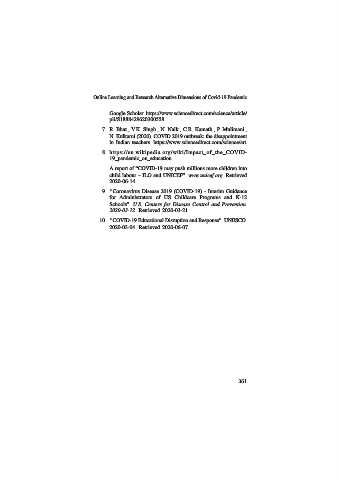 Online Learning and Research Alternative Dimensions of Covid-19 Pandemic
Google Scholar https://www.sciencedirect.com/science/article/
pii/S1888429620300558
7 R. Bhat , V.K. Singh , N. Naik , C.R. Kamath , P. Mulimani ,
N. Kulkarni (2020) COVID 2019 outbreak: the disappointment
in Indian teachers https://www.sciencedirect.com/science/art
8 https://en.wikipedia.org/wiki/Impact_of_the_COVID-
19_pandemic_on_education
A report of "COVID-19 may push millions more children into
child labour – ILO and UNICEF" www.unicef.org Retrieved
2020-06-14
9 "Coronavirus Disease 2019 (COVID-19) – Interim Guidance
for Administrators of US Childcare Programs and K-12
Schools" U.S. Centers for Disease Control and Prevention.
2020-02-12 Retrieved 2020-03-21
10 "COVID-19 Educational Disruption and Response" UNESCO
2020-03-04 Retrieved 2020-06-07
361